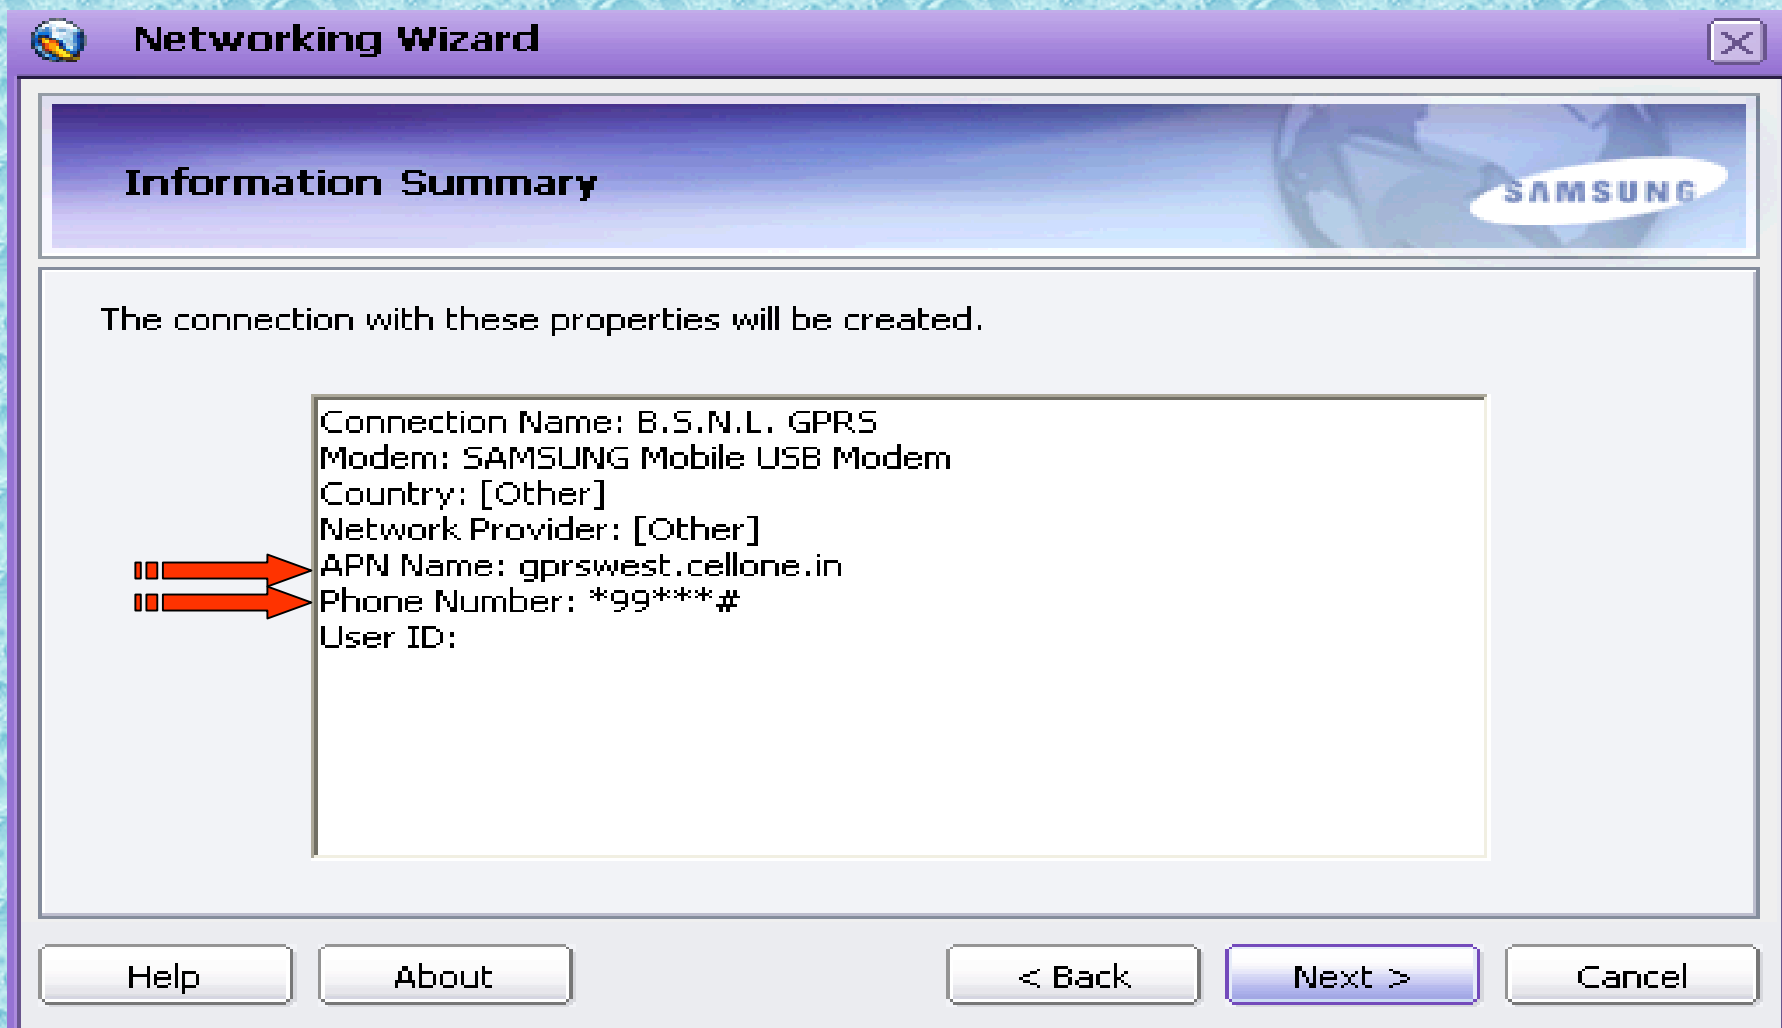 Networking Wizard
Information Summary
SAMSUNG
The connection with these properties will be created.
Connection Name: B.S.N.L. GPRS
Modem: SAMSUNG Mobile USB Modem
Country: [Other]
Network Provider: [Other]
APN Name: gprswest.cellone.in
Phone Number: *99***#
User ID:
Help
About
< Back
Next >
Cancel